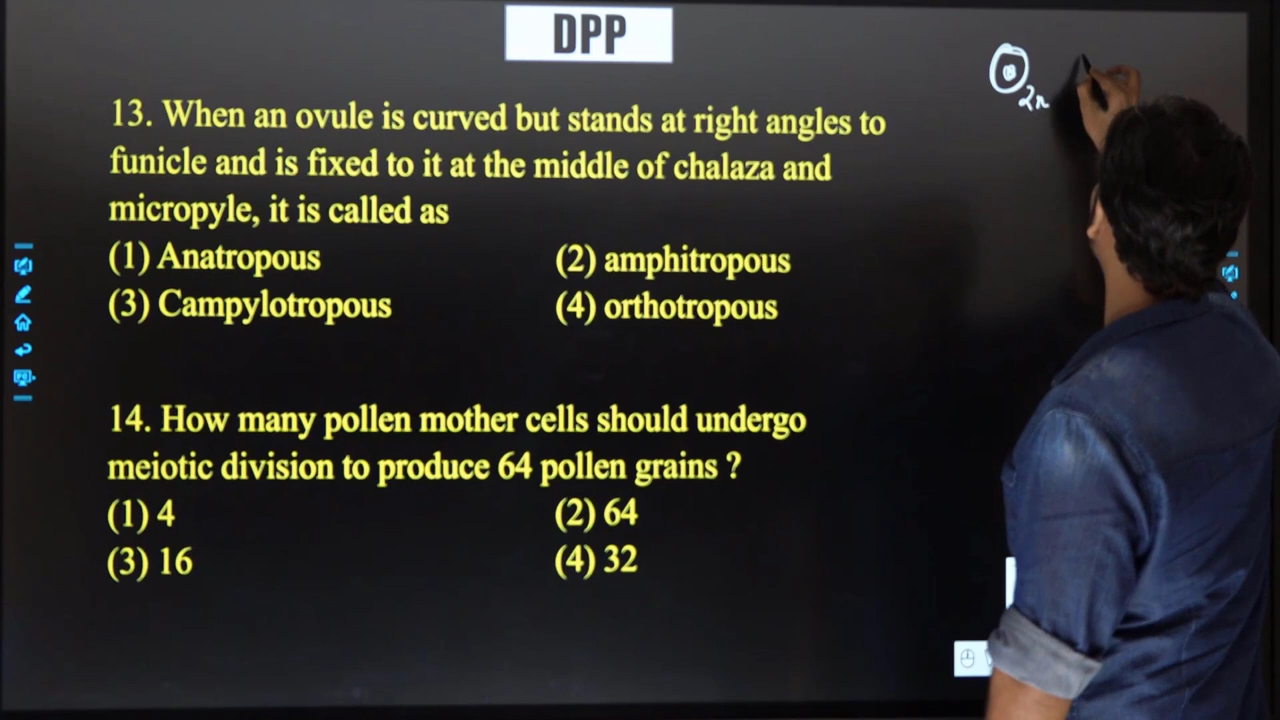 DPP
2n
13. When an ovule is curved but stands at right angles to
funicle and is fixed to it at the middle of chalaza and
micropyle, it is called as
(1) Anatropous (2) amphitropous
(3) Campylotropous (4) orthotropous
14. How many pollen mother cells should undergo
meiotic division to produce 64 pollen grains ?
(1) 4 (2) 64
(3) 16 (4) 32